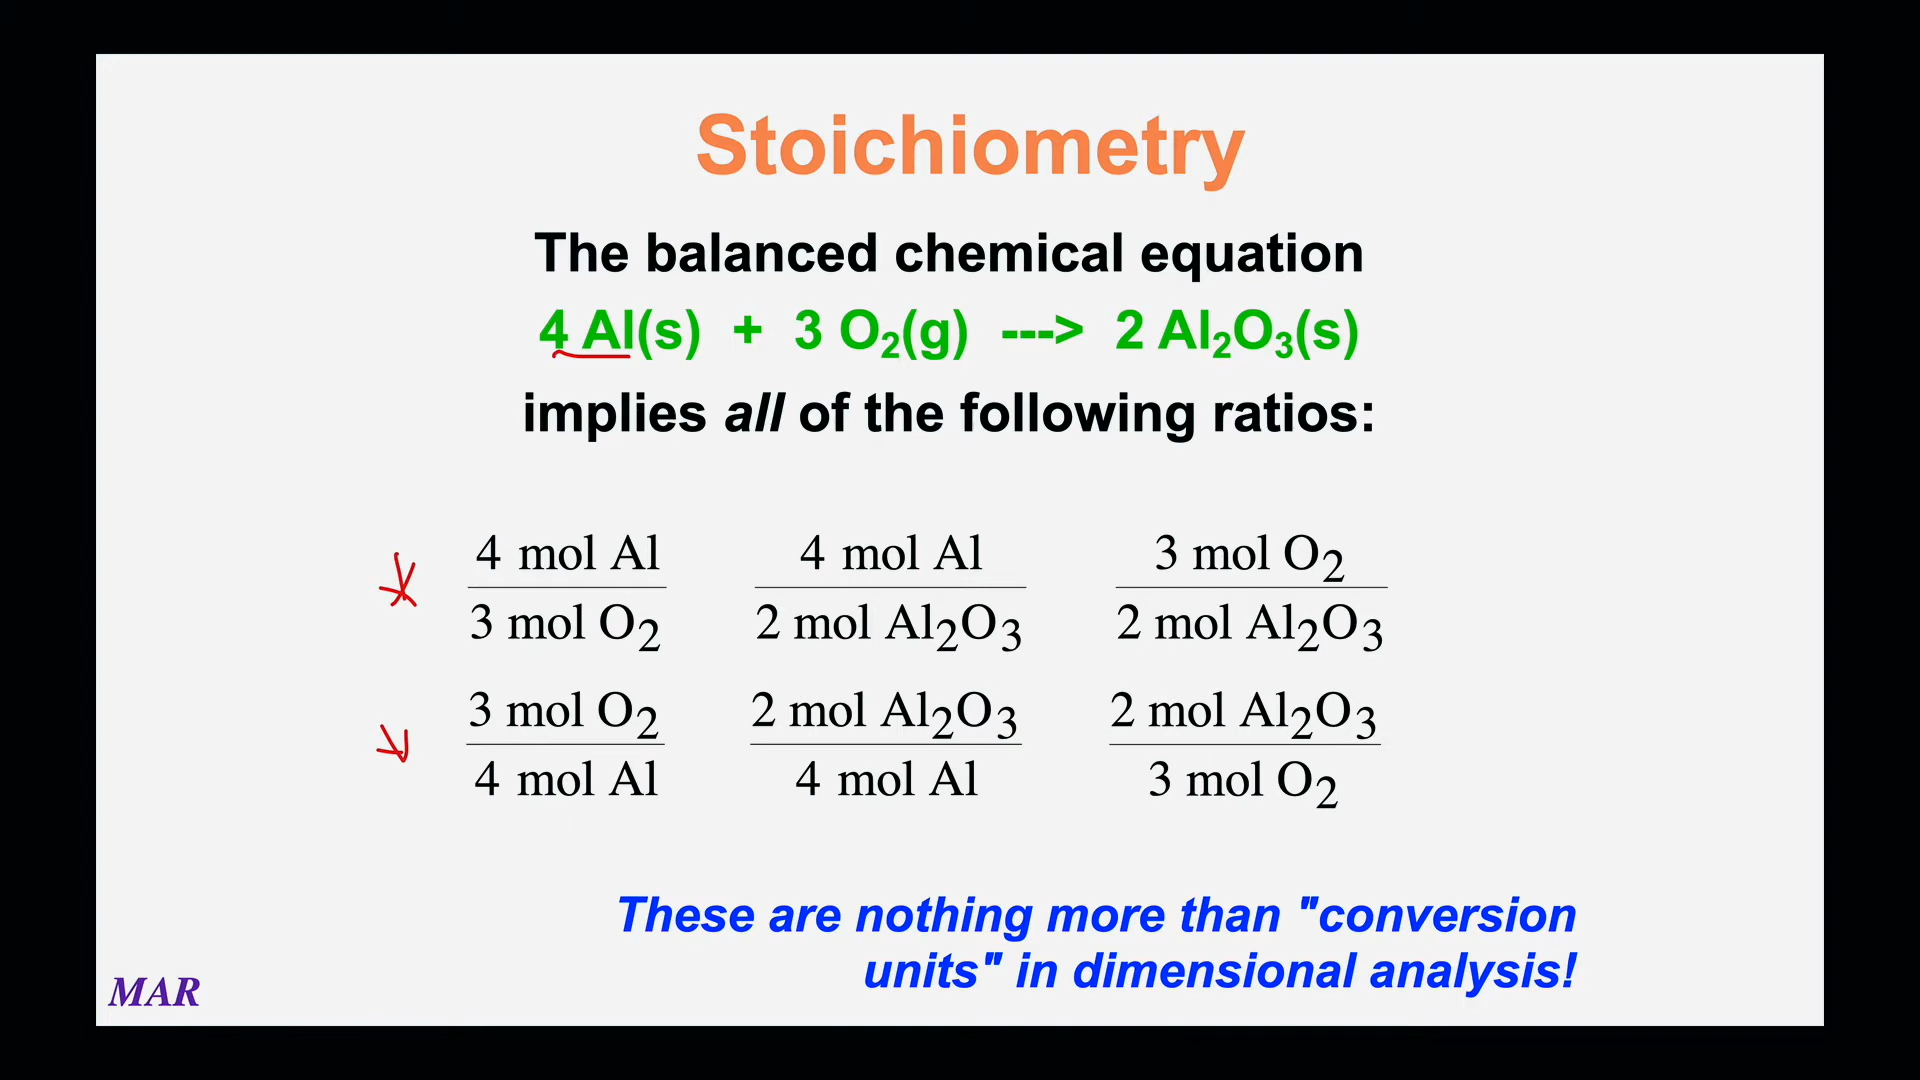 Stoichiometry
The balanced chemical equation
4 Al(s) + 3 O₂(g) ---> 2 Al₂O₃(s)
implies all of the following ratios:
4 mol Al 4 mol Al 3 mol O₂
3 mol O₂ 2 mol Al₂O₃ 2 mol Al₂O₃
3 mol O₂ 2 mol Al₂O₃ 2 mol Al₂O₃
4 mol Al 4 mol Al 3 mol O₂
These are nothing more than "conversion
units" in dimensional analysis!
MAR